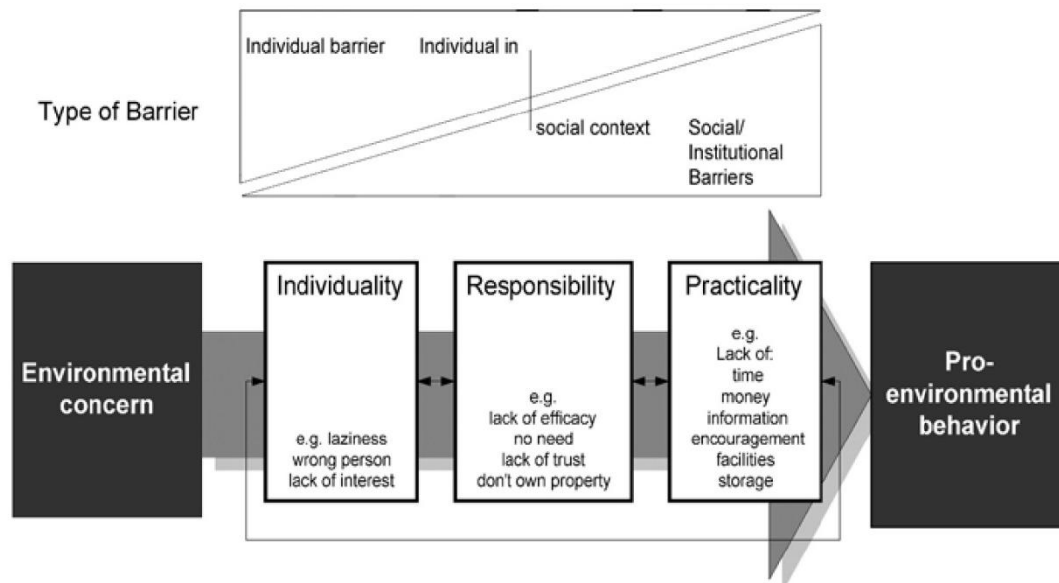 Individual barrier
Individual in
Type of Barrier
social context
Social/
Institutional
Barriers
Environmental
concern
Individuality
e.g. laziness
wrong person
lack of interest
Responsibility
e.g.
lack of efficacy
no need
lack of trust
don't own property
Practicality
e.g.
Lack of:
time
money
information
encouragement
facilities
storage
Pro-
environmental
behavior